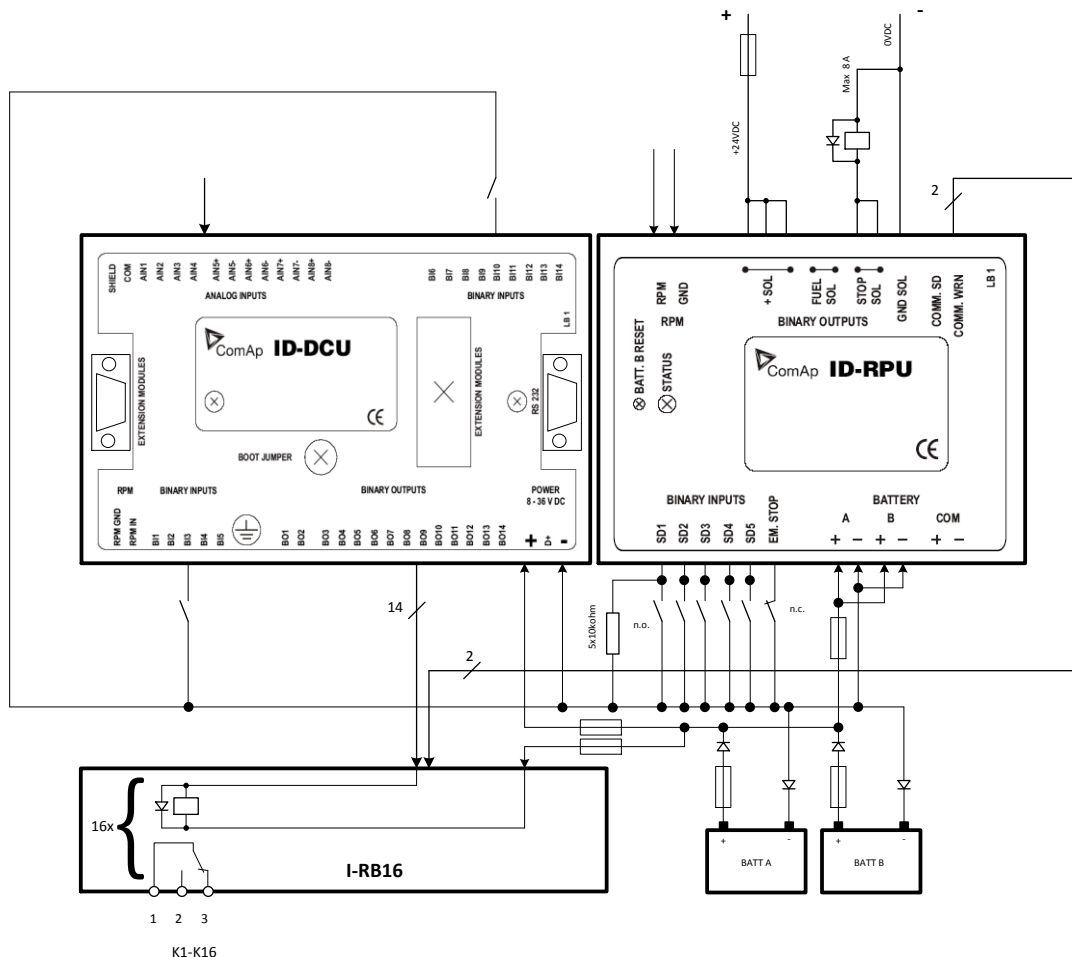 + -
0VDC
Max 8 A
+24VDC
2
SHIELD
COM
AIN1
AIN2
AIN3
AIN4
AIN5+
AIN5-
AIN6+
AIN6-
AIN7+
AIN7-
AIN8+
AIN8-
ANALOG INPUTS
BI6
BI7
BI8
BI9
BI10
BI11
BI12
BI13
BI14
BINARY INPUTS
LB 1
ComAp ID-DCU
CE
EXTENSION MODULES
EXTENSION MODULES
RS 232
BOOT JUMPER
RPM
BINARY INPUTS
BINARY OUTPUTS
POWER
8 - 36 V DC
RPM GND
RPM IN
BI1
BI2
BI3
BI4
BI5
BO1
BO2
BO3
BO4
BO5
BO6
BO7
BO8
BO9
BO10
BO11
BO12
BO13
BO14
+
D+
-
RPM
GND
RPM
+ SOL
FUEL
SOL
STOP
SOL
BINARY OUTPUTS
GND SOL
COMM. SD
COMM. WRN
LB 1
BATT. B RESET
STATUS
ComAp ID-RPU
CE
BINARY INPUTS
SD1
SD2
SD3
SD4
SD5
EM. STOP
BATTERY
A B COM
+ - + - + -
14
2
5x10kohm
n.o.
n.c.
16x
I-RB16
1 2 3
K1-K16
+ -
BATT A
+ -
BATT B